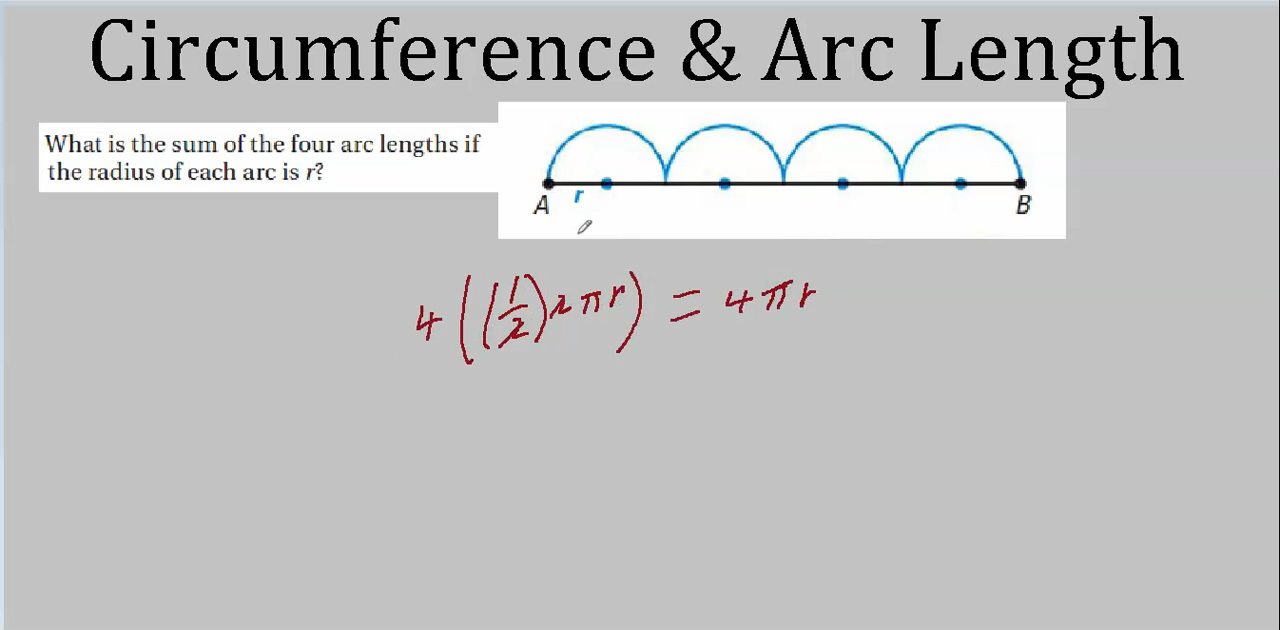 Circumference & Arc Length
What is the sum of the four arc lengths if
the radius of each arc is r?
r
A
B
4((1/2)2πr) = 4πr